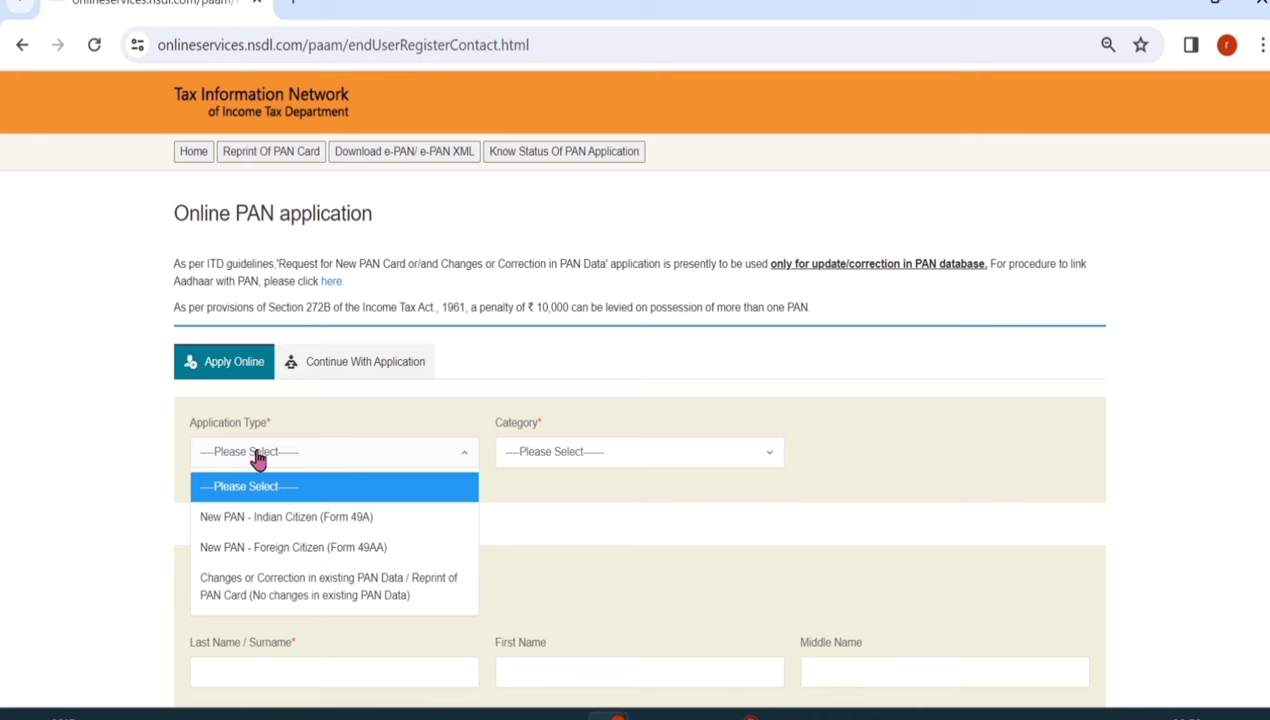 onlineservices.nsdl.com/paam/
onlineservices.nsdl.com/paam/endUserRegisterContact.html
r
Tax Information Network
of Income Tax Department
Home
Reprint Of PAN Card
Download e-PAN/ e-PAN XML
Know Status Of PAN Application
Online PAN application
As per ITD guidelines,'Request for New PAN Card or/and Changes or Correction in PAN Data' application is presently to be used only for update/correction in PAN database. For procedure to link
Aadhaar with PAN, please click here.
As per provisions of Section 272B of the Income Tax Act., 1961, a penalty of ₹ 10,000 can be levied on possession of more than one PAN.
Apply Online
Continue With Application
Application Type*
Category*
----Please Select------
----Please Select------
----Please Select------
New PAN - Indian Citizen (Form 49A)
New PAN - Foreign Citizen (Form 49AA)
Changes or Correction in existing PAN Data / Reprint of
PAN Card (No changes in existing PAN Data)
Last Name / Surname*
First Name
Middle Name